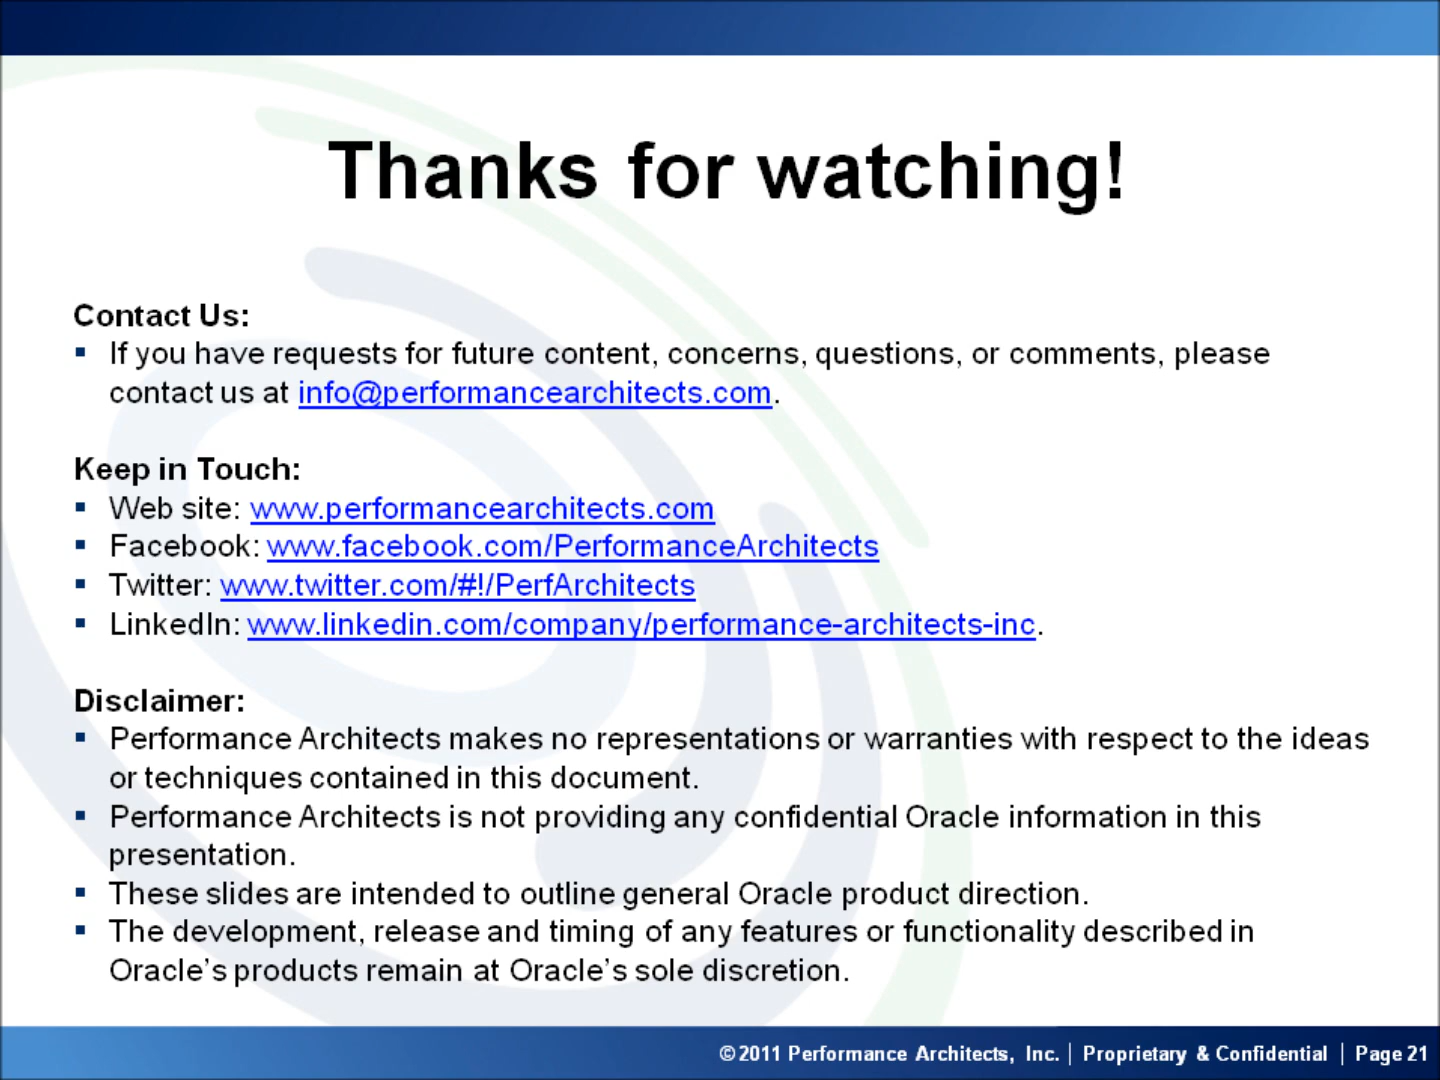 Thanks for watching!
Contact Us:
▪ If you have requests for future content, concerns, questions, or comments, please
contact us at info@performancearchitects.com.
Keep in Touch:
▪ Web site: www.performancearchitects.com
▪ Facebook: www.facebook.com/PerformanceArchitects
▪ Twitter: www.twitter.com/#!/PerfArchitects
▪ LinkedIn: www.linkedin.com/company/performance-architects-inc.
Disclaimer:
▪ Performance Architects makes no representations or warranties with respect to the ideas
or techniques contained in this document.
▪ Performance Architects is not providing any confidential Oracle information in this
presentation.
▪ These slides are intended to outline general Oracle product direction.
▪ The development, release and timing of any features or functionality described in
Oracle's products remain at Oracle's sole discretion.
©2011 Performance Architects, Inc. | Proprietary & Confidential | Page 21